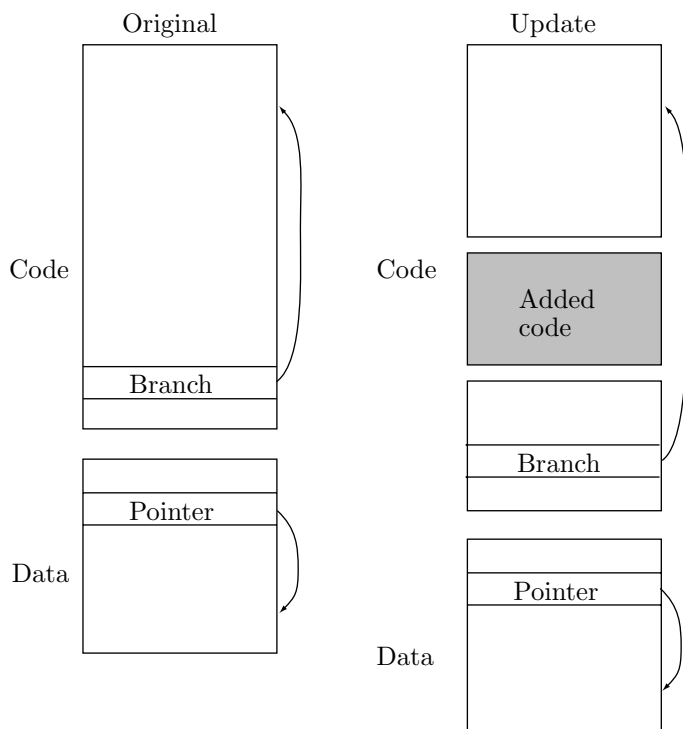 Original
Update
Code
Code
Added
code
Branch
Branch
Pointer
Data
Pointer
Data